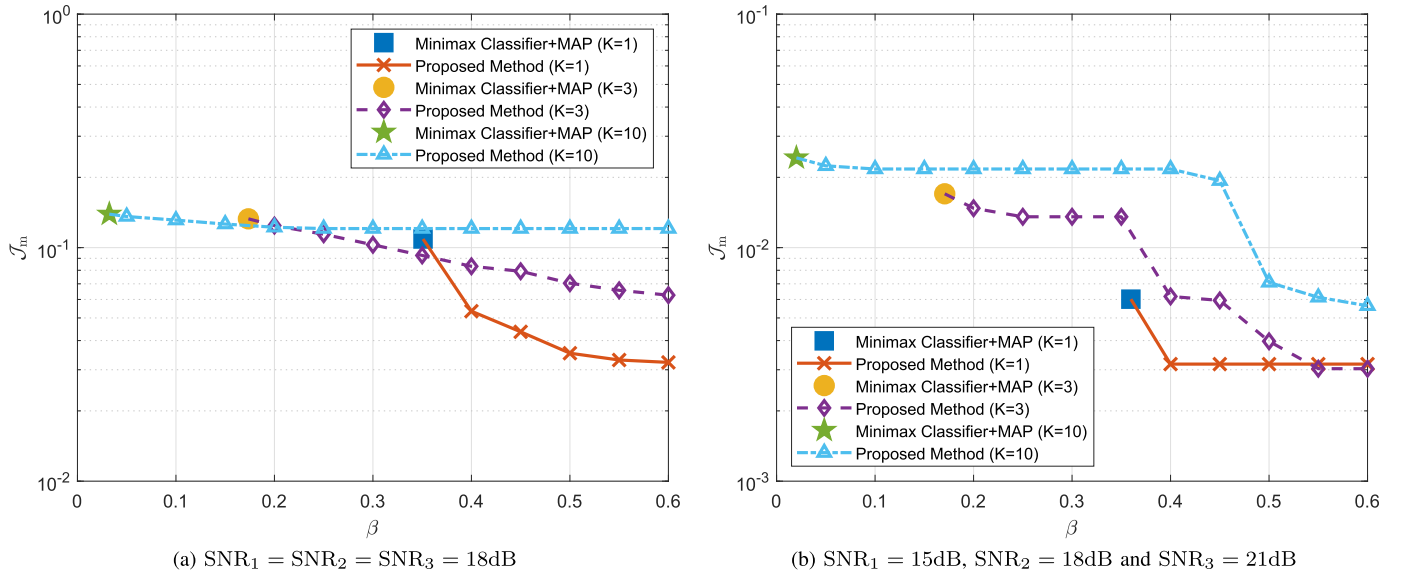 10⁰
10⁻¹
10⁻²
𝒥ₘ
Minimax Classifier+MAP (K=1)
Proposed Method (K=1)
Minimax Classifier+MAP (K=3)
Proposed Method (K=3)
Minimax Classifier+MAP (K=10)
Proposed Method (K=10)
0 0.1 0.2 0.3 0.4 0.5 0.6
β
(a) SNR₁ = SNR₂ = SNR₃ = 18dB
10⁻¹
10⁻²
10⁻³
𝒥ₘ
Minimax Classifier+MAP (K=1)
Proposed Method (K=1)
Minimax Classifier+MAP (K=3)
Proposed Method (K=3)
Minimax Classifier+MAP (K=10)
Proposed Method (K=10)
0 0.1 0.2 0.3 0.4 0.5 0.6
β
(b) SNR₁ = 15dB, SNR₂ = 18dB and SNR₃ = 21dB